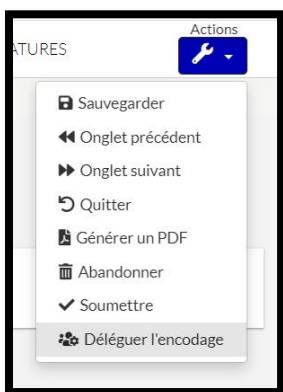 Actions
ATURES
Sauvegarder
Onglet précédent
Onglet suivant
Quitter
Générer un PDF
Abandonner
Soumettre
Déléguer l'encodage